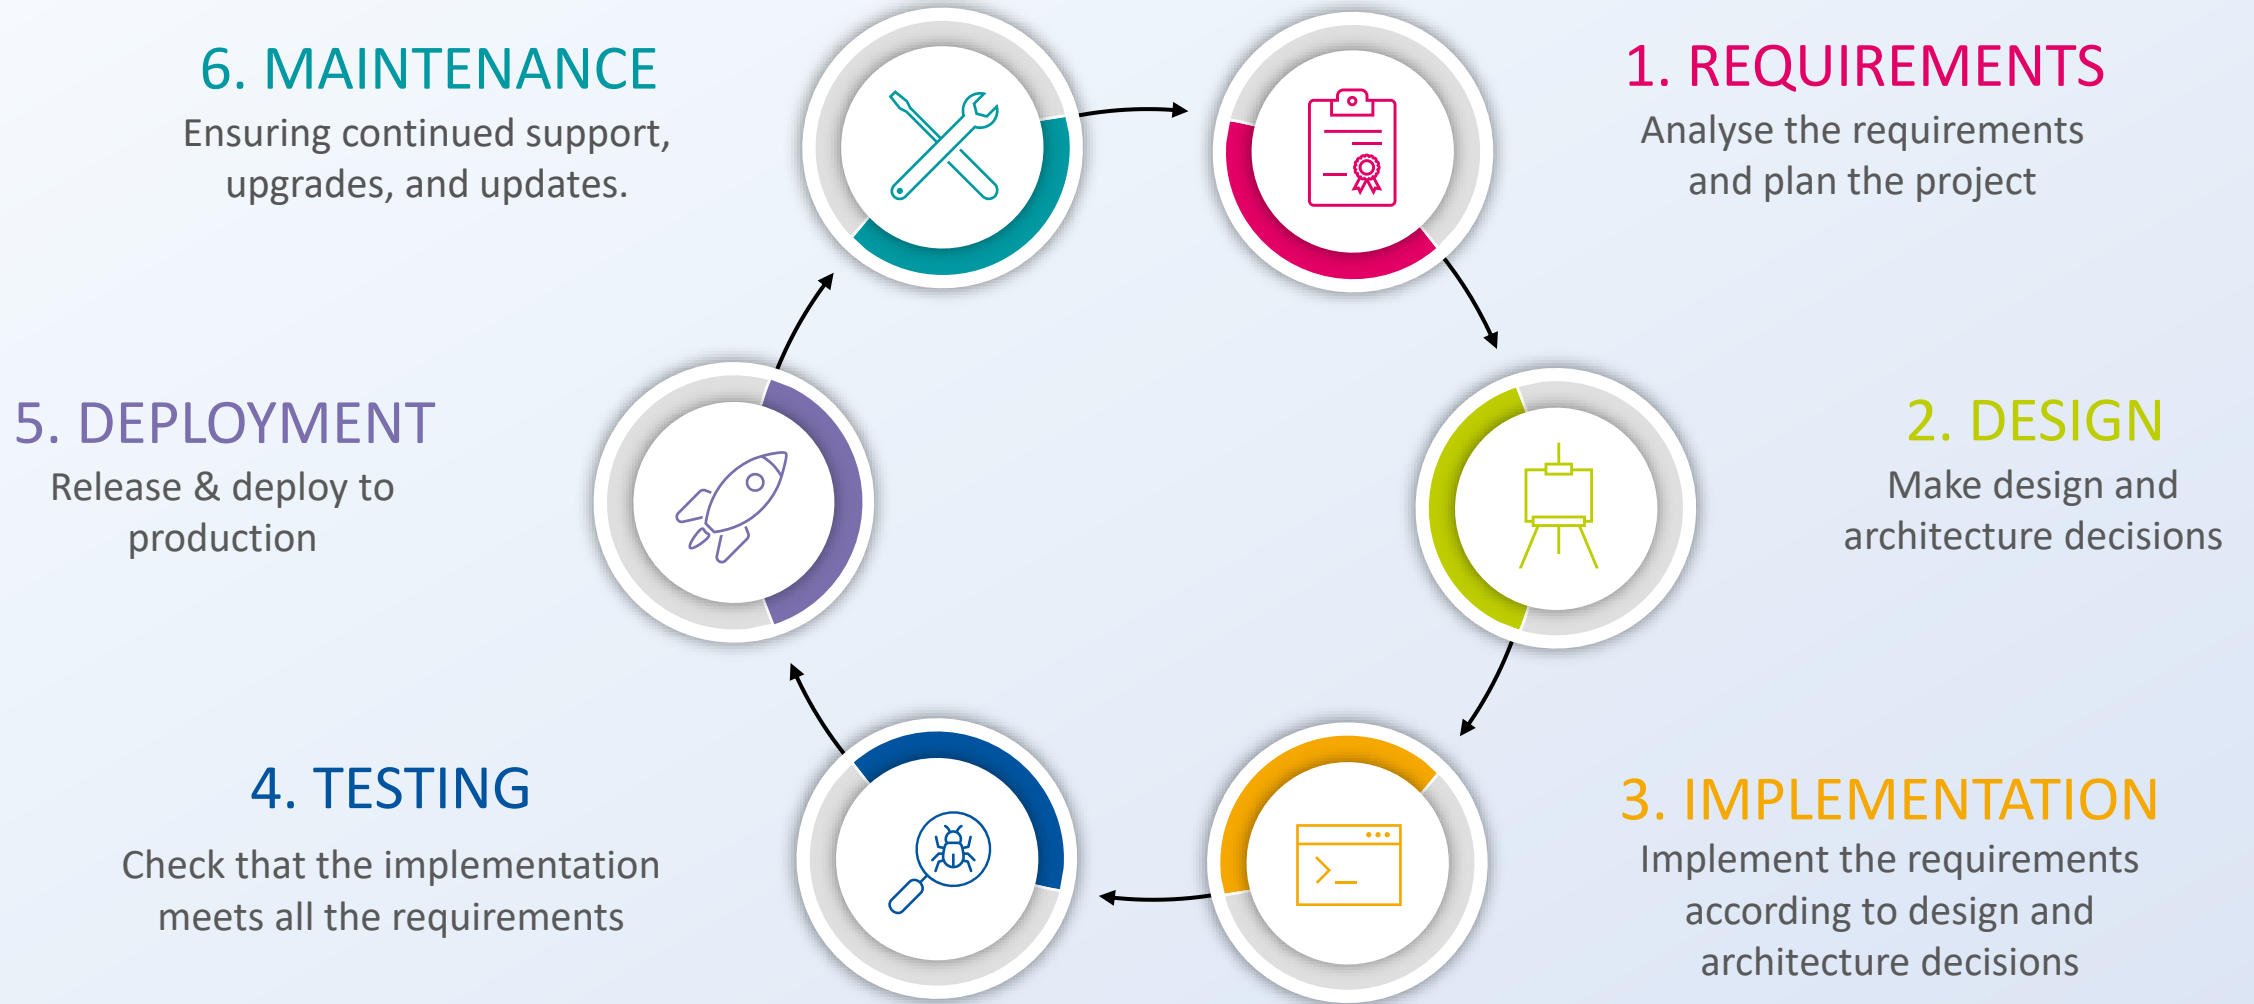 1. REQUIREMENTS
Analyse the requirements
and plan the project
2. DESIGN
Make design and
architecture decisions
3. IMPLEMENTATION
Implement the requirements
according to design and
architecture decisions
4. TESTING
Check that the implementation
meets all the requirements
5. DEPLOYMENT
Release & deploy to
production
6. MAINTENANCE
Ensuring continued support,
upgrades, and updates.